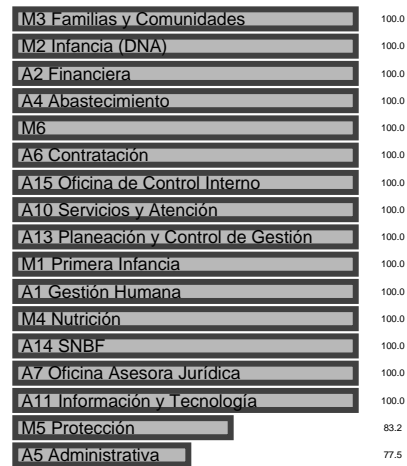 M3 Familias y Comunidades 100.0
M2 Infancia (DNA) 100.0
A2 Financiera 100.0
A4 Abastecimiento 100.0
M6 100.0
A6 Contratación 100.0
A15 Oficina de Control Interno 100.0
A10 Servicios y Atención 100.0
A13 Planeación y Control de Gestión 100.0
M1 Primera Infancia 100.0
A1 Gestión Humana 100.0
M4 Nutrición 100.0
A14 SNBF 100.0
A7 Oficina Asesora Jurídica 100.0
A11 Información y Tecnología 100.0
M5 Protección 83.2
A5 Administrativa 77.5